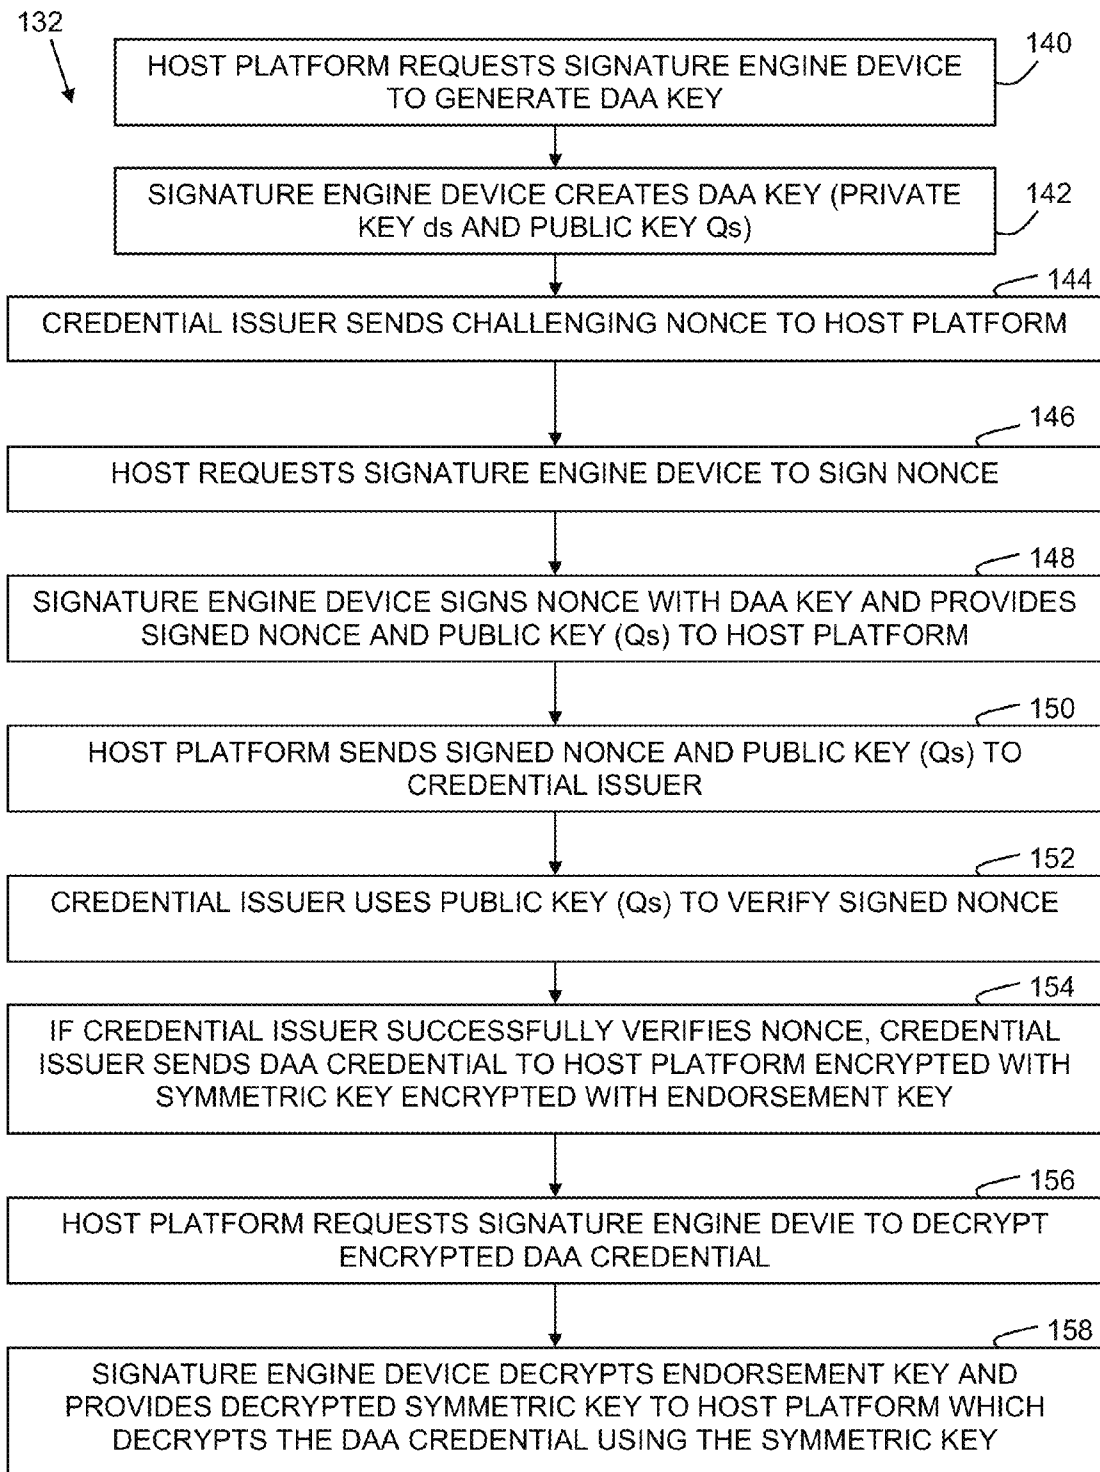 132
140
HOST PLATFORM REQUESTS SIGNATURE ENGINE DEVICE
TO GENERATE DAA KEY
142
SIGNATURE ENGINE DEVICE CREATES DAA KEY (PRIVATE
KEY ds AND PUBLIC KEY Qs)
144
CREDENTIAL ISSUER SENDS CHALLENGING NONCE TO HOST PLATFORM
146
HOST REQUESTS SIGNATURE ENGINE DEVICE TO SIGN NONCE
148
SIGNATURE ENGINE DEVICE SIGNS NONCE WITH DAA KEY AND PROVIDES
SIGNED NONCE AND PUBLIC KEY (Qs) TO HOST PLATFORM
150
HOST PLATFORM SENDS SIGNED NONCE AND PUBLIC KEY (Qs) TO
CREDENTIAL ISSUER
152
CREDENTIAL ISSUER USES PUBLIC KEY (Qs) TO VERIFY SIGNED NONCE
154
IF CREDENTIAL ISSUER SUCCESSFULLY VERIFIES NONCE, CREDENTIAL
ISSUER SENDS DAA CREDENTIAL TO HOST PLATFORM ENCRYPTED WITH
SYMMETRIC KEY ENCRYPTED WITH ENDORSEMENT KEY
156
HOST PLATFORM REQUESTS SIGNATURE ENGINE DEVIE TO DECRYPT
ENCRYPTED DAA CREDENTIAL
158
SIGNATURE ENGINE DEVICE DECRYPTS ENDORSEMENT KEY AND
PROVIDES DECRYPTED SYMMETRIC KEY TO HOST PLATFORM WHICH
DECRYPTS THE DAA CREDENTIAL USING THE SYMMETRIC KEY